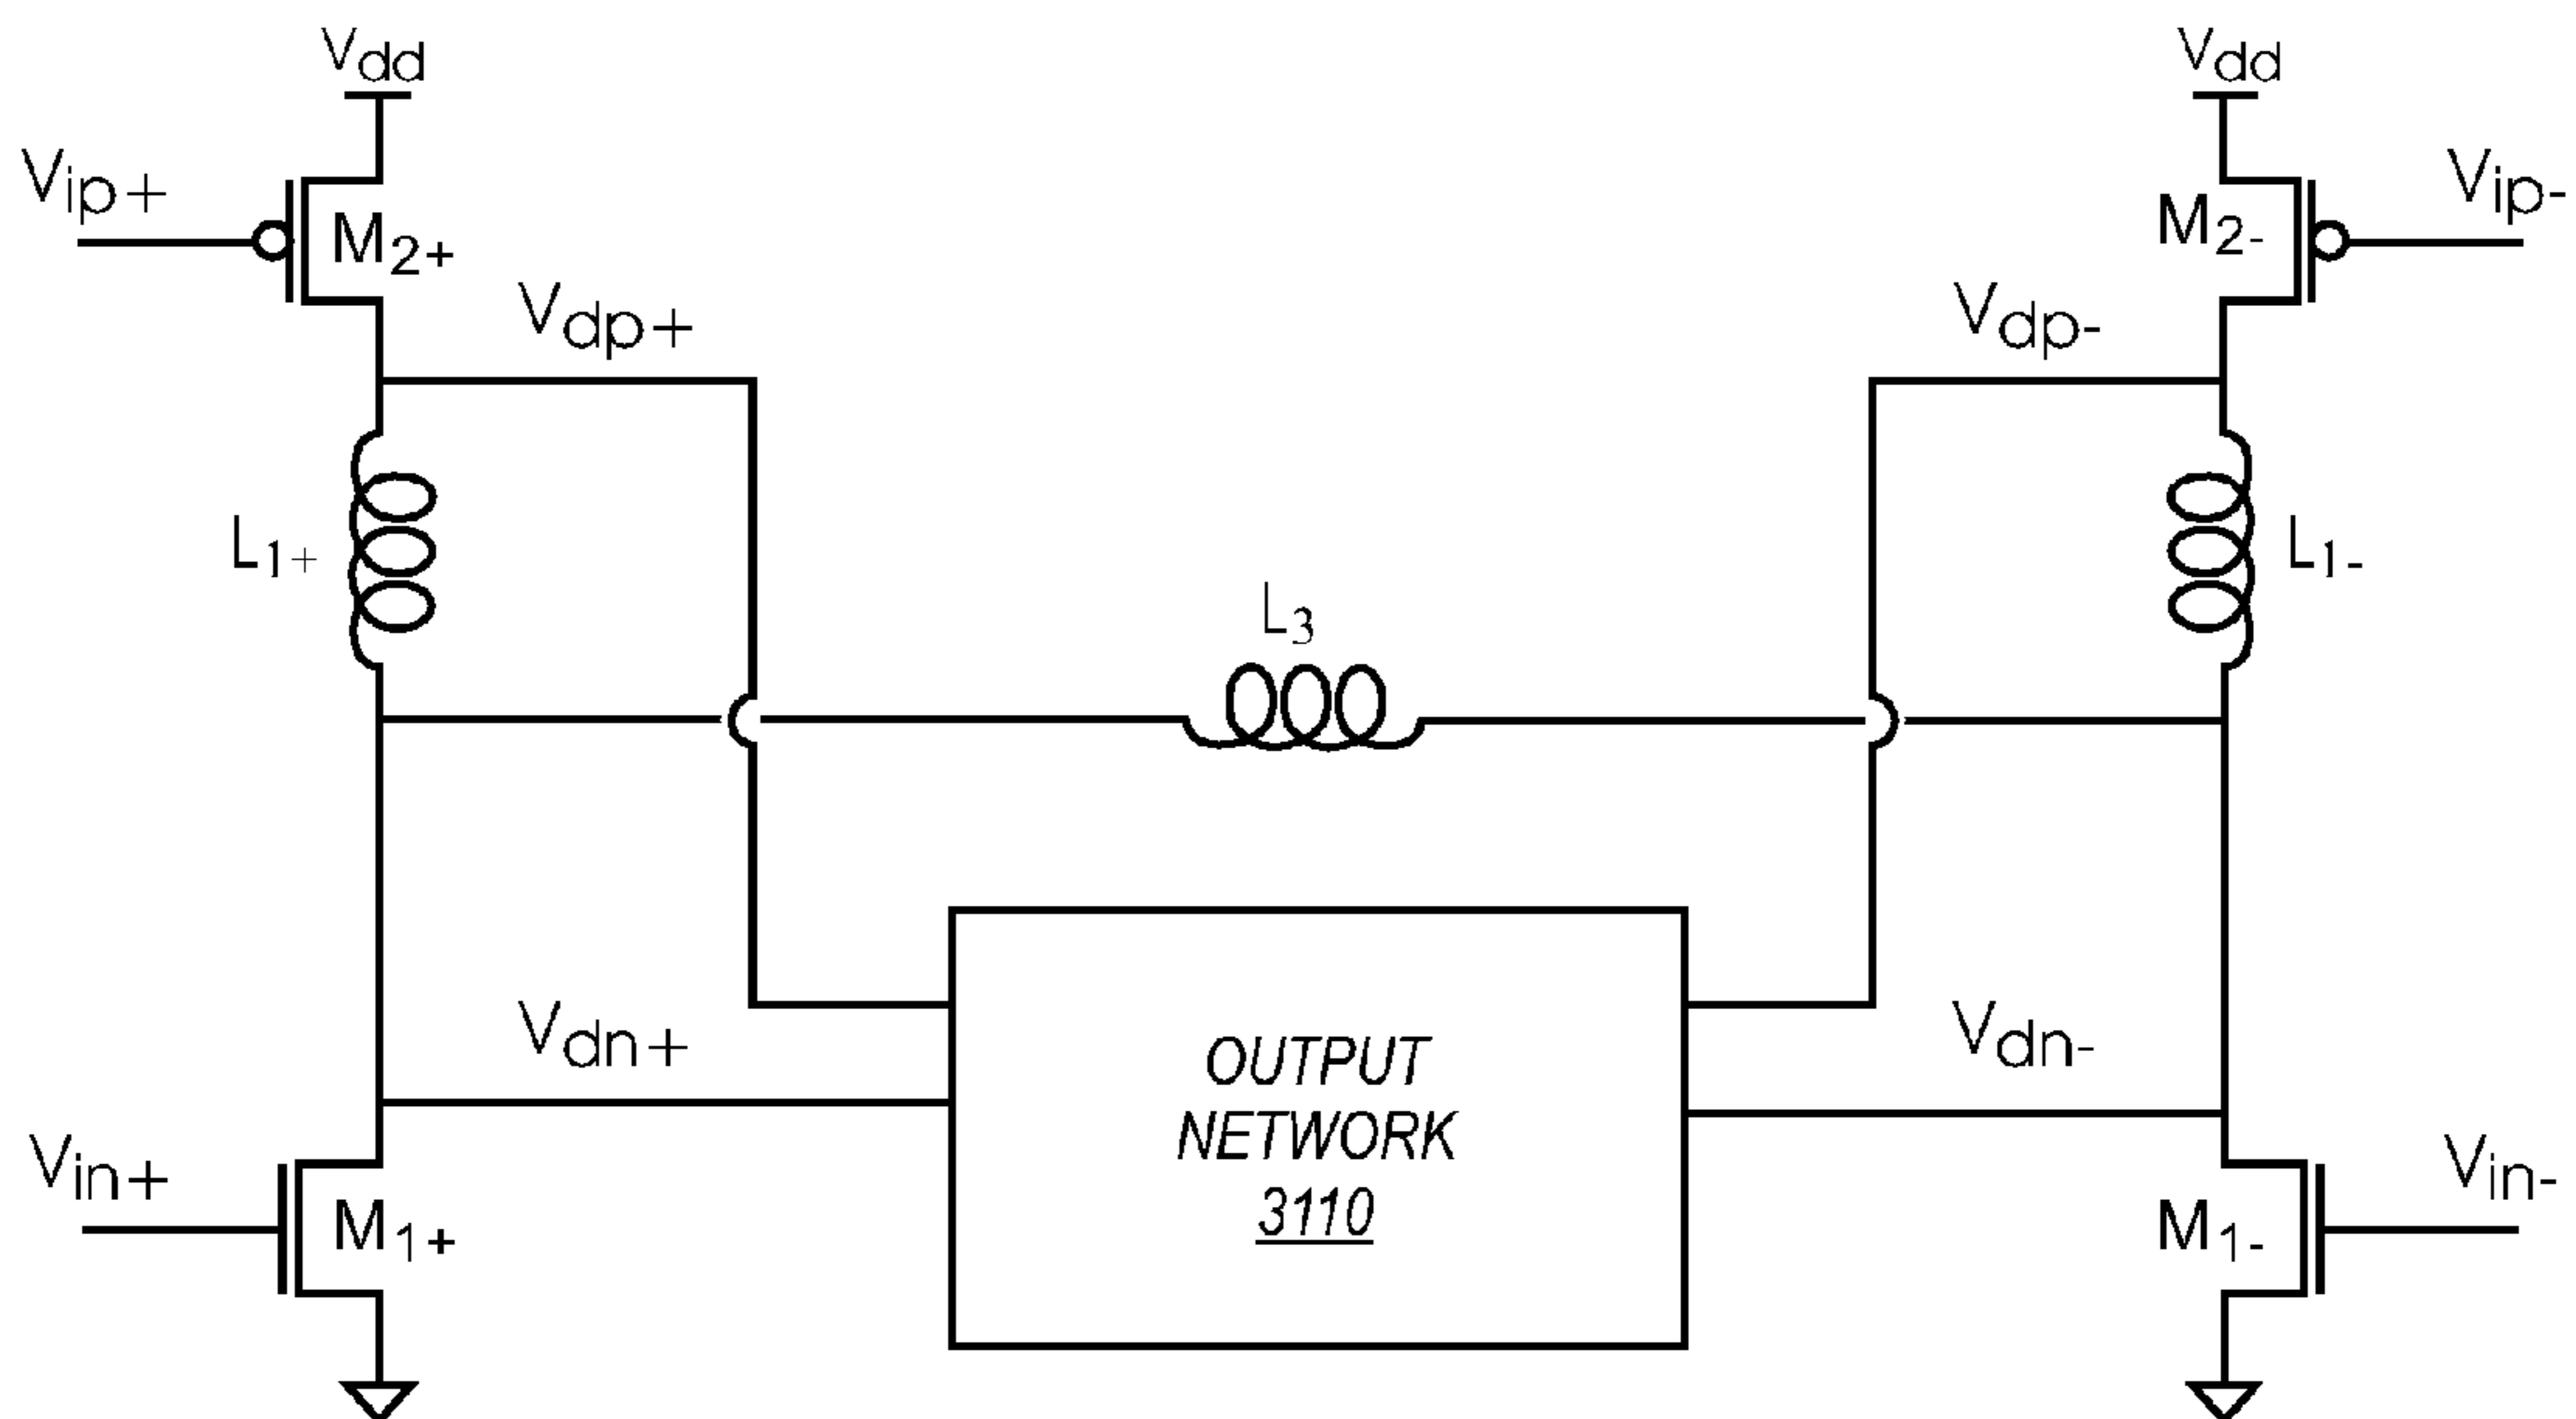 Vdd
Vdd
Vip+
M2+
M2-
Vip-
Vdp+
Vdp-
L1+
L3
L1-
Vdn+
OUTPUT
NETWORK
3110
Vdn-
Vin+
M1+
M1-
Vin-